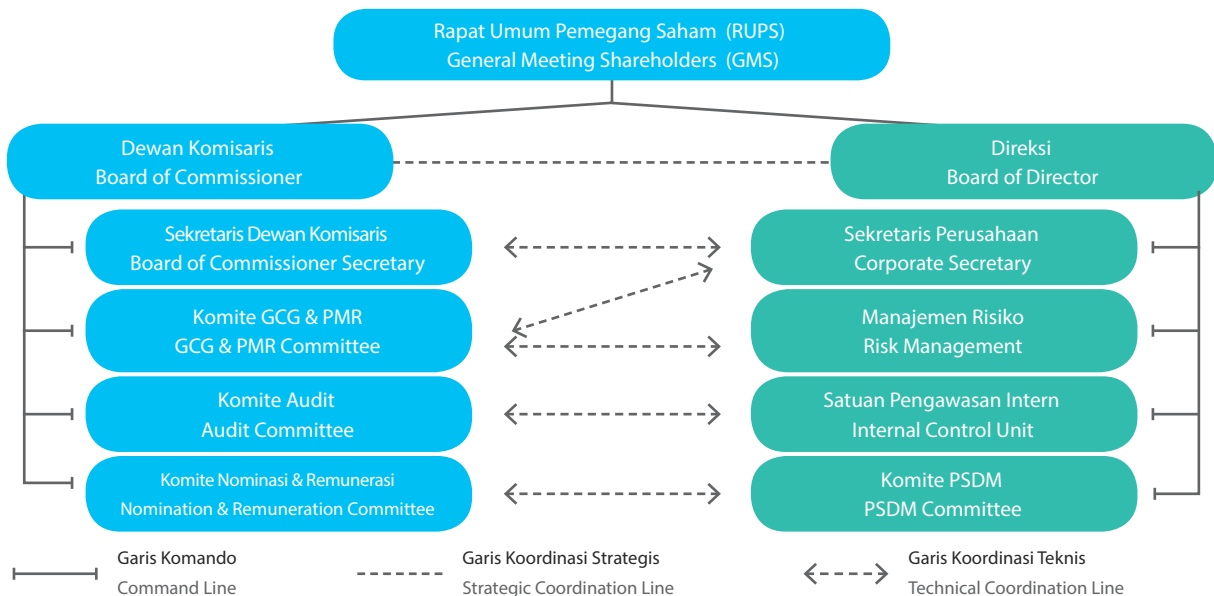 Rapat Umum Pemegang Saham (RUPS)
General Meeting Shareholders (GMS)
Dewan Komisaris
Board of Commissioner
Direksi
Board of Director
Sekretaris Dewan Komisaris
Board of Commissioner Secretary
Sekretaris Perusahaan
Corporate Secretary
Komite GCG & PMR
GCG & PMR Committee
Manajemen Risiko
Risk Management
Komite Audit
Audit Committee
Satuan Pengawasan Intern
Internal Control Unit
Komite Nominasi & Remunerasi
Nomination & Remuneration Committee
Komite PSDM
PSDM Committee
Garis Komando
Command Line
Garis Koordinasi Strategis
Strategic Coordination Line
Garis Koordinasi Teknis
Technical Coordination Line